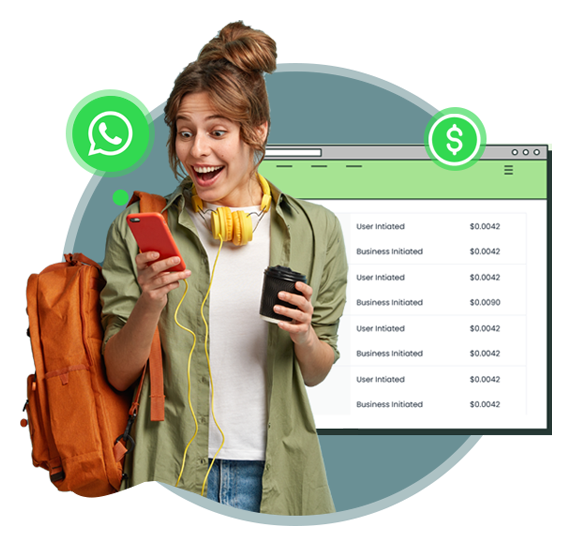 User Intiated $0.0042
Business Initiated $0.0042
User Intiated $0.0042
Business Initiated $0.0090
User Intiated $0.0042
Business Initiated $0.0042
User Intiated $0.0042
Business Initiated $0.0042
$